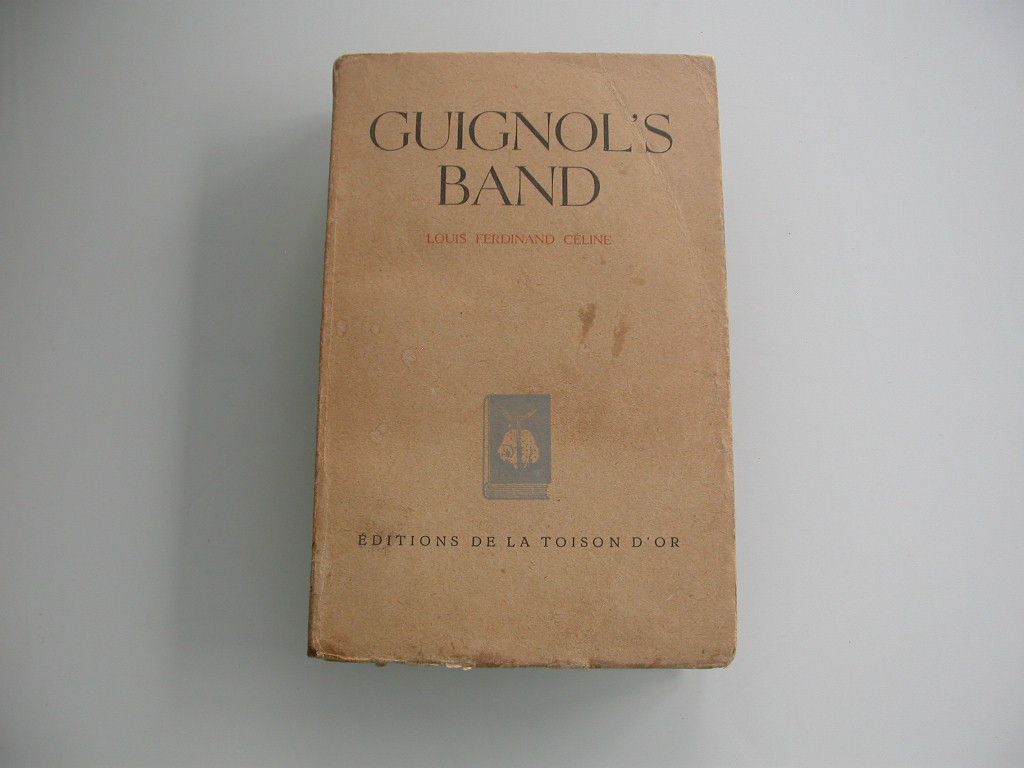 GUIGNOL'S
BAND
LOUIS FERDINAND CÉLINE
ÉDITIONS DE LA TOISON D'OR